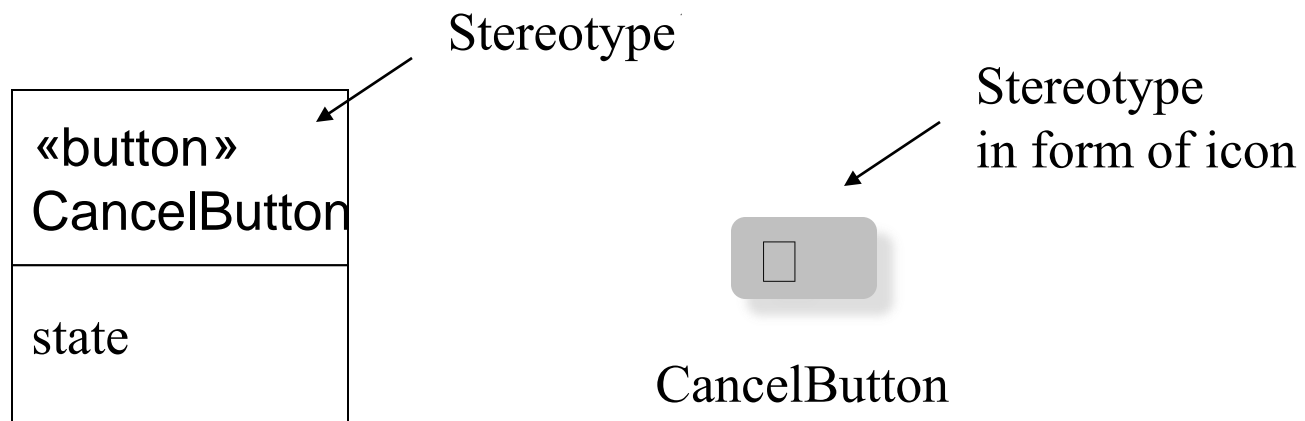 Stereotype
«button»
CancelButton
state
Stereotype
in form of icon
CancelButton